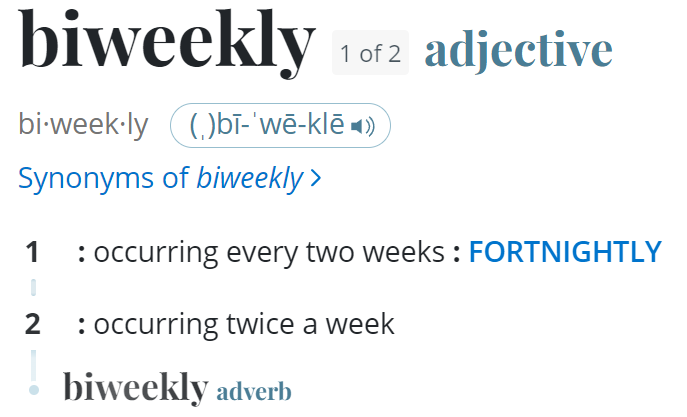 biweekly 1 of 2 adjective
bi·week·ly (ˌ)bī-ˈwē-klē
Synonyms of biweekly
1 : occurring every two weeks : FORTNIGHTLY
2 : occurring twice a week
biweekly adverb